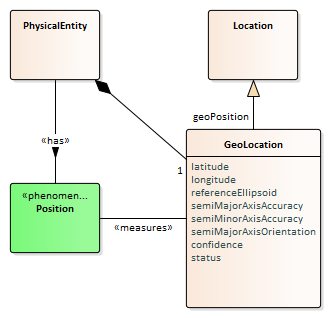 PhysicalEntity
Location
geoPosition
«has»
GeoLocation
latitude
longitude
referenceEllipsoid
semiMajorAxisAccuracy
semiMinorAxisAccuracy
semiMajorAxisOrientation
confidence
status
1
«phenomen...
Position
«measures»